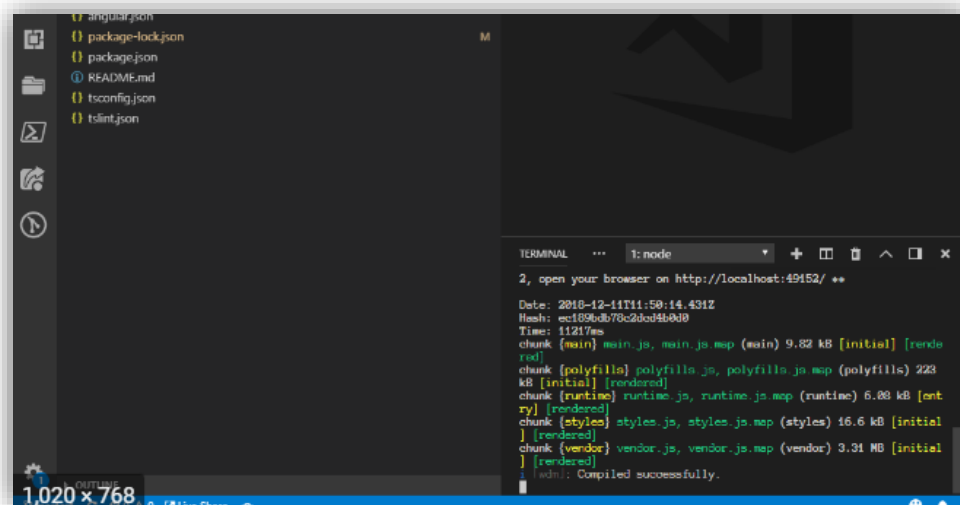 angular.json
{} package-lock.json M
{} package.json
README.md
{} tsconfig.json
{} tslint.json
TERMINAL ... 1: node
2, open your browser on http://localhost:49152/ **
Date: 2018-12-11T11:50:14.431Z
Hash: ec189bdb78c2dcd4b0d0
Time: 11217ms
chunk {main} main.js, main.js.map (main) 9.82 kB [initial] [rende
red]
chunk {polyfills} polyfills.js, polyfills.js.map (polyfills) 223
kB [initial] [rendered]
chunk {runtime} runtime.js, runtime.js.map (runtime) 6.08 kB [ent
ry] [rendered]
chunk {styles} styles.js, styles.js.map (styles) 16.6 kB [initial
] [rendered]
chunk {vendor} vendor.js, vendor.js.map (vendor) 3.31 MB [initial
] [rendered]
i ｢wdm｣: Compiled successfully.
OUTLINE
1
1,020 × 768
Live Share